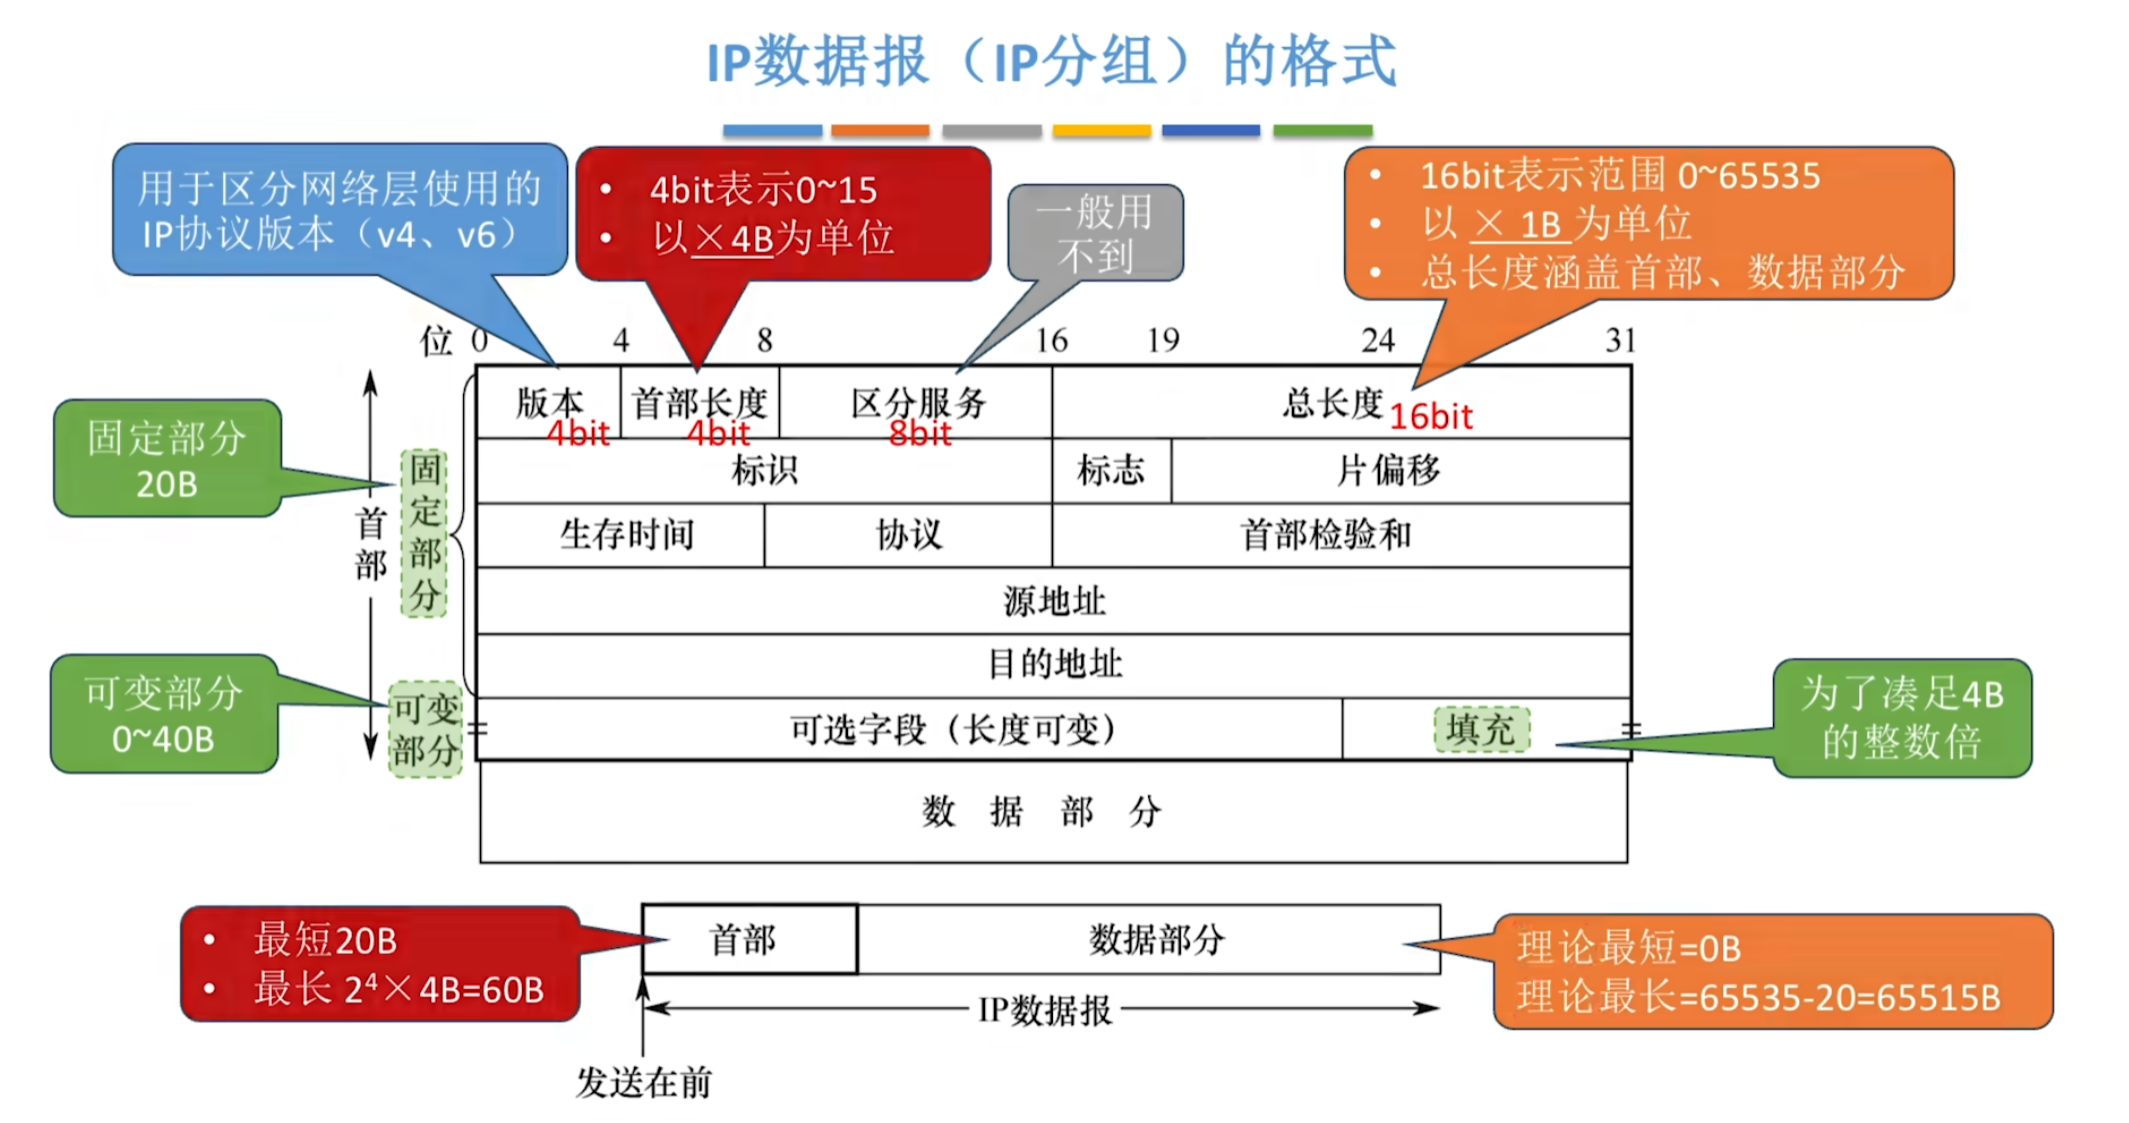 IP数据报（IP分组）的格式
用于区分网络层使用的
IP协议版本（v4、v6）
• 4bit表示0~15
• 以×4B为单位
一般用
不到
• 16bit表示范围 0~65535
• 以 × 1B 为单位
• 总长度涵盖首部、数据部分
位 0 4 8 16 19 24 31
版本 4bit
首部长度 4bit
区分服务 8bit
总长度 16bit
固定部分
20B
首部
固定部分
标识
标志
片偏移
生存时间
协议
首部检验和
源地址
目的地址
可变部分
0~40B
可变
部分
可选字段（长度可变）
填充
为了凑足4B
的整数倍
数 据 部 分
• 最短20B
• 最长 2⁴×4B=60B
首部
数据部分
理论最短=0B
理论最长=65535-20=65515B
IP数据报
发送在前